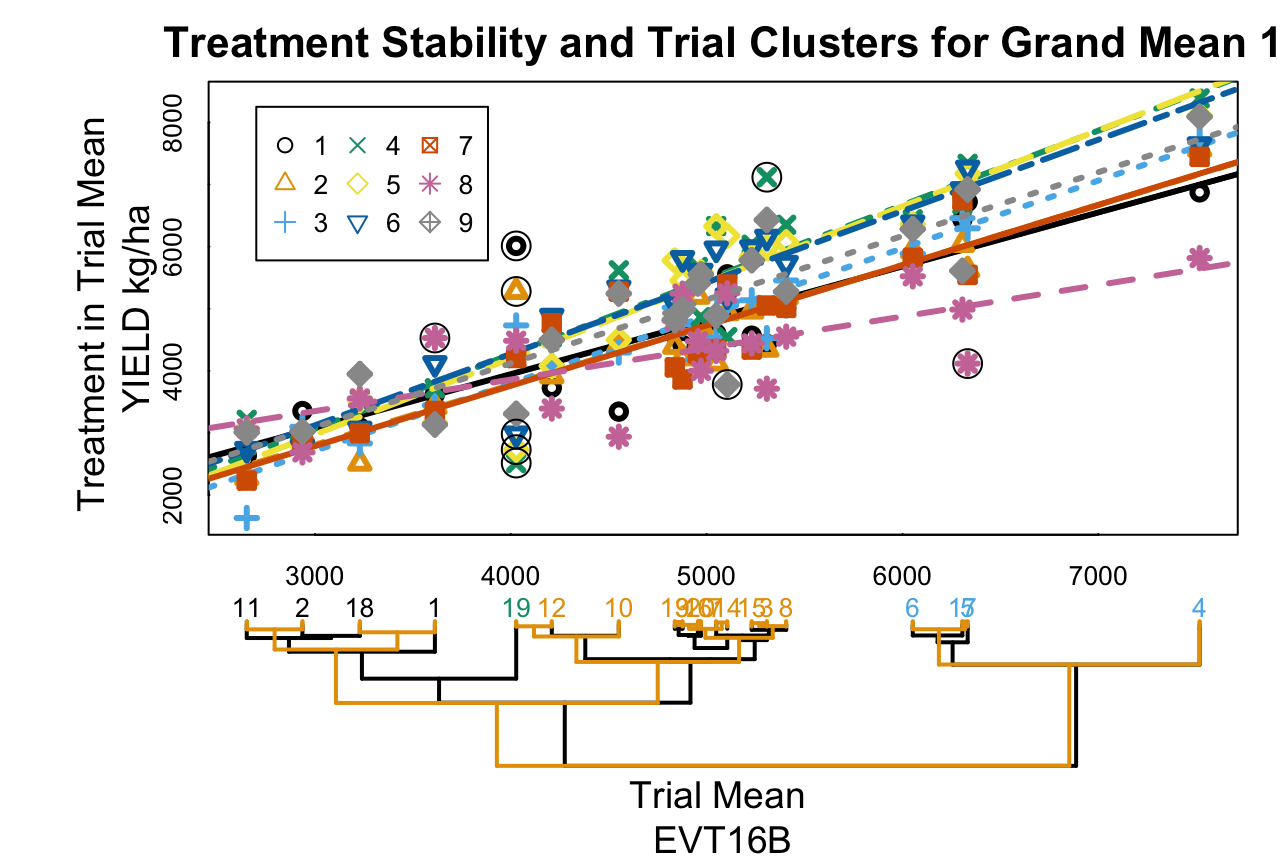 Treatment Stability and Trial Clusters for Grand Mean 1
Treatment in Trial Mean
YIELD kg/ha
8000
6000
4000
2000
1 4 7
2 5 8
3 6 9
3000 4000 5000 6000 7000
11 2 18 1 19 12 10 14 15 3 8 6 4
Trial Mean
EVT16B